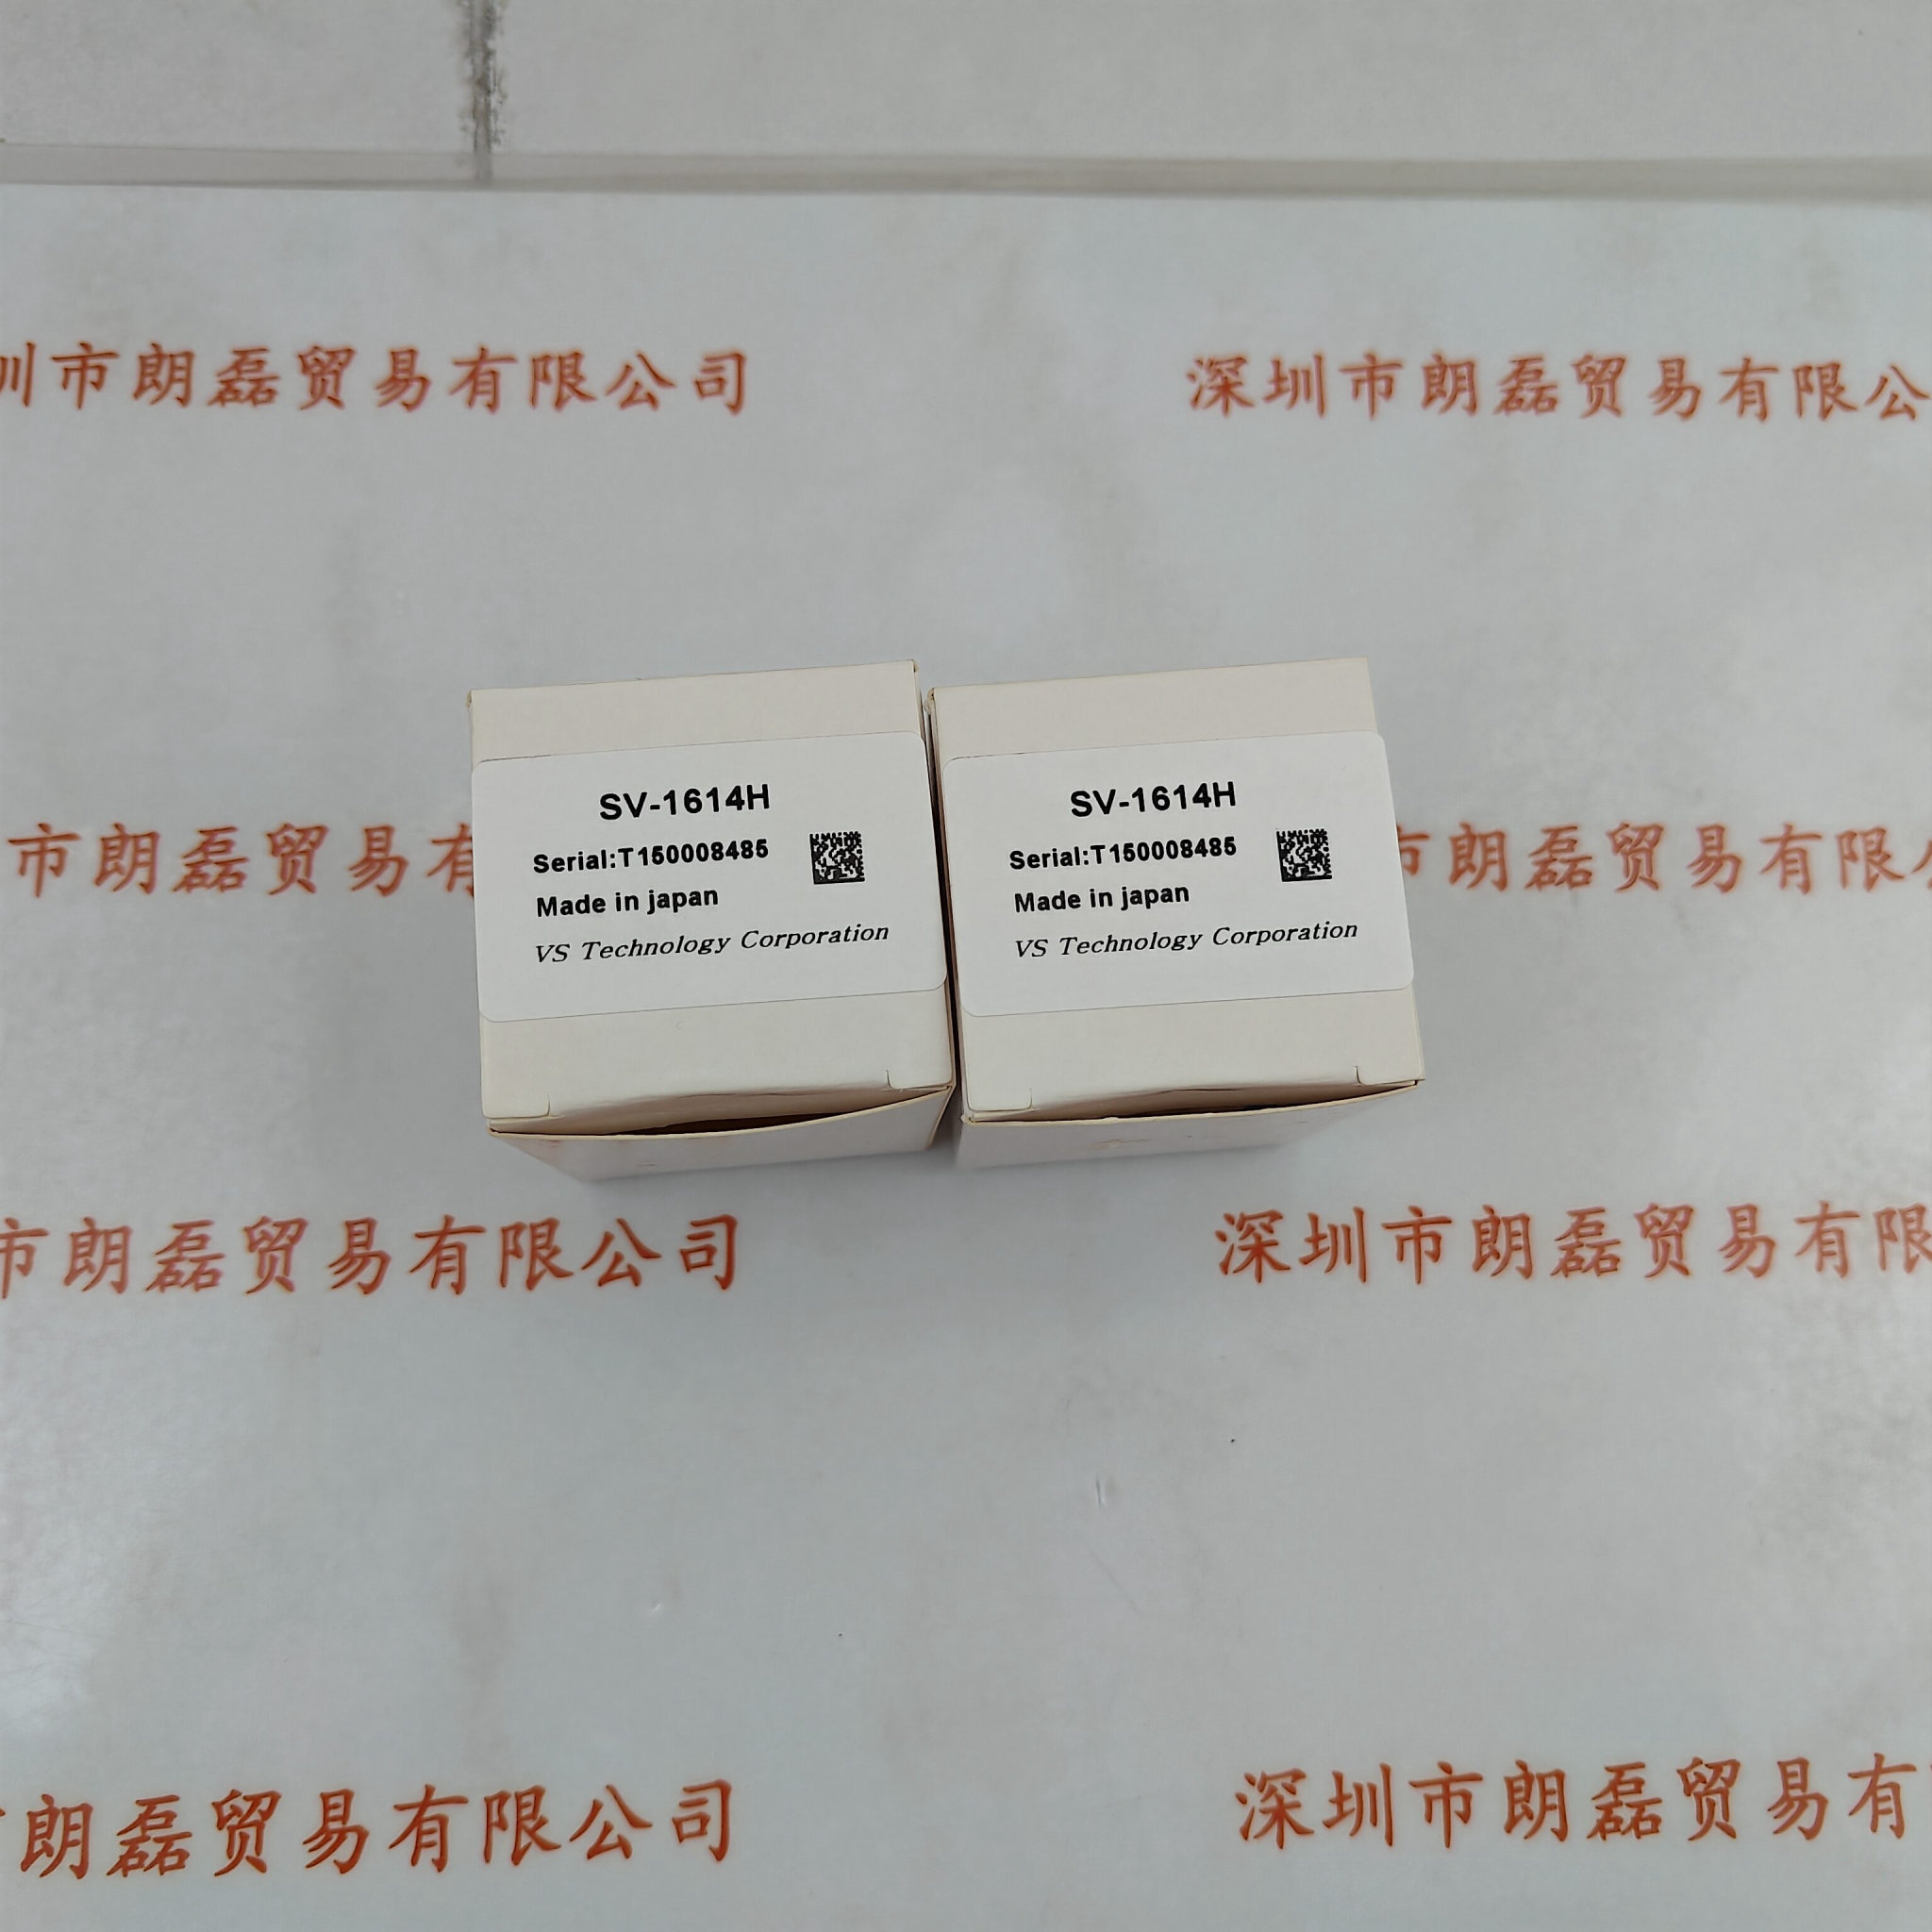 圳市朗磊贸易有限公司
深圳市朗磊贸易有限公
SV-1614H
Serial:T150008485
Made in japan
VS Technology Corporation
SV-1614H
Serial:T150008485
Made in japan
VS Technology Corporation
市朗磊贸易有
市朗磊贸易有限公
市朗磊贸易有限公司
深圳市朗磊贸易有限
朗磊贸易有限公司
深圳市朗磊贸易有